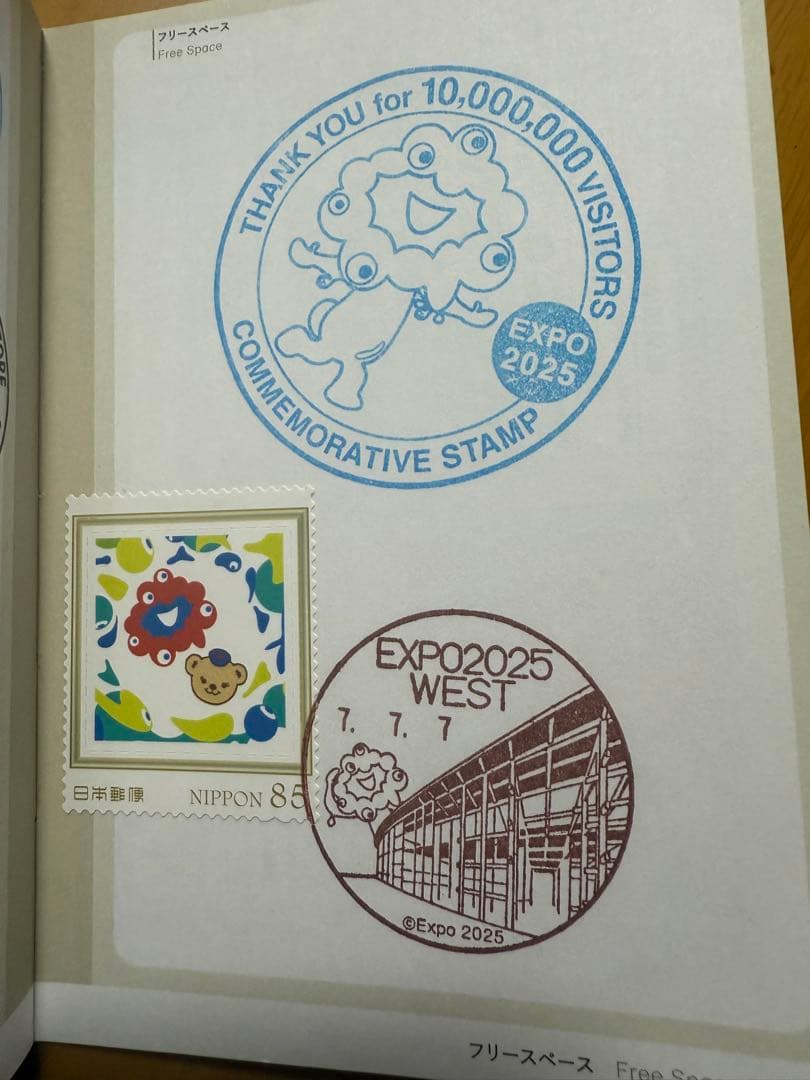 フリースペース
Free Space
THANK YOU for 10,000,000 VISITORS
EXPO
2025
COMMEMORATIVE STAMP
日本郵便 NIPPON 85
EXPO2025
WEST
7. 7. 7
©Expo 2025
フリースペース Free